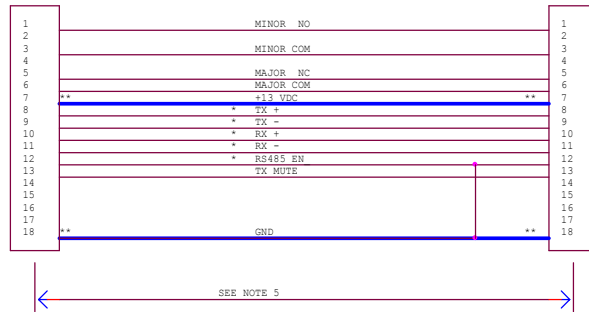 1 MINOR NO 1
2 2
3 MINOR COM 3
4 4
5 MAJOR NC 5
6 MAJOR COM 6
7 ** +13 VDC ** 7
8 * TX + 8
9 * TX - 9
10 * RX + 10
11 * RX - 11
12 * RS485 EN 12
13 TX MUTE 13
14 14
15 15
16 16
17 17
18 ** GND ** 18
SEE NOTE 5